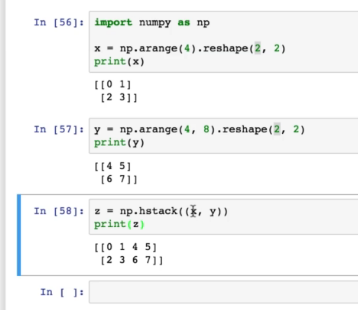 In [56]: import numpy as np
x = np.arange(4).reshape(2, 2)
print(x)
[[0 1]
[2 3]]
In [57]: y = np.arange(4, 8).reshape(2, 2)
print(y)
[[4 5]
[6 7]]
In [58]: z = np.hstack((x, y))
print(z)
[[0 1 4 5]
[2 3 6 7]]
In [ ]: